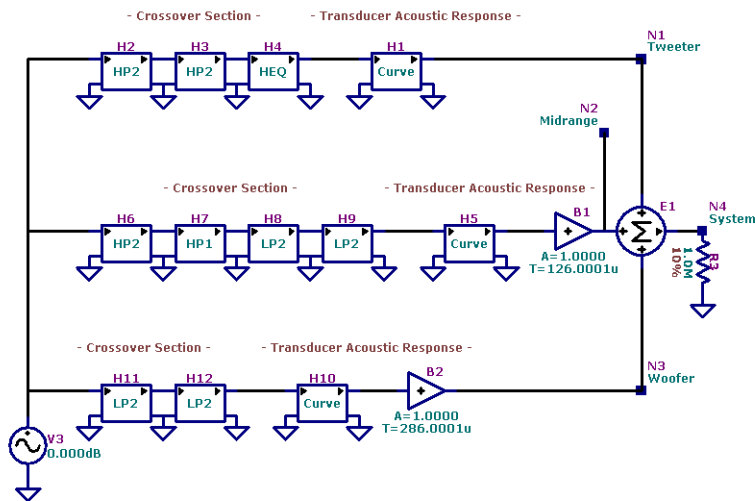 - Crossover Section -
- Transducer Acoustic Response -
N1
Tweeter
H2
H3
H4
H1
HP2
HP2
HEQ
Curve
N2
Midrange
- Crossover Section -
- Transducer Acoustic Response -
H6
H7
H8
H9
H5
B1
E1
N4
System
HP2
HP1
LP2
LP2
Curve
A=1.0000
T=126.0001u
Σ
R3
1.0M
10%
- Crossover Section -
- Transducer Acoustic Response -
H11
H12
H10
B2
N3
Woofer
LP2
LP2
Curve
A=1.0000
T=286.0001u
V3
0.000dB